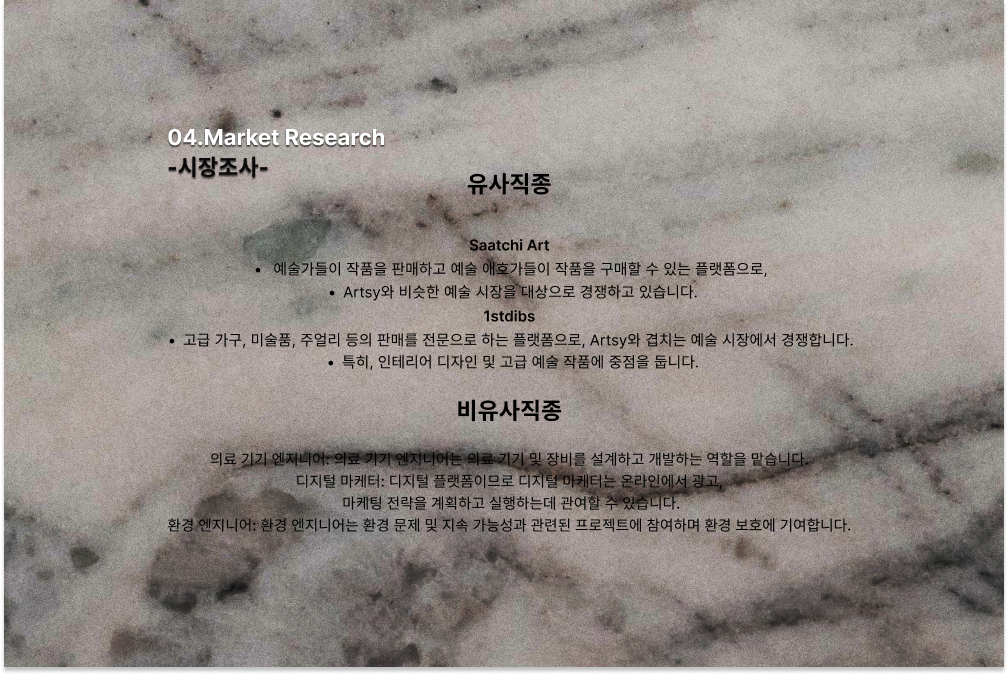 04.Market Research
-시장조사-
유사직종
Saatchi Art
• 예술가들이 작품을 판매하고 예술 애호가들이 작품을 구매할 수 있는 플랫폼으로,
• Artsy와 비슷한 예술 시장을 대상으로 경쟁하고 있습니다.
1stdibs
• 고급 가구, 미술품, 주얼리 등의 판매를 전문으로 하는 플랫폼으로, Artsy와 겹치는 예술 시장에서 경쟁합니다.
• 특히, 인테리어 디자인 및 고급 예술 작품에 중점을 둡니다.
비유사직종
의료 기기 엔지니어: 의료 기기 엔지니어는 의료 기기 및 장비를 설계하고 개발하는 역할을 맡습니다.
디지털 마케터: 디지털 플랫폼이므로 디지털 마케터는 온라인에서 광고,
마케팅 전략을 계획하고 실행하는데 관여할 수 있습니다.
환경 엔지니어: 환경 엔지니어는 환경 문제 및 지속 가능성과 관련된 프로젝트에 참여하며 환경 보호에 기여합니다.